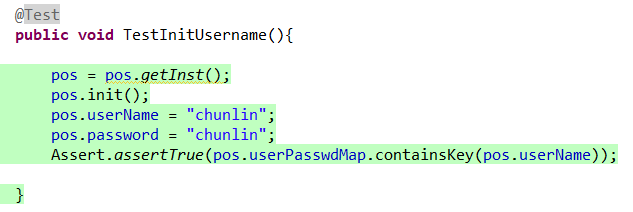 @Test
public void TestInitUsername(){
pos = pos.getInst();
pos.init();
pos.userName = "chunlin";
pos.password = "chunlin";
Assert.assertTrue(pos.userPasswdMap.containsKey(pos.userName));
}